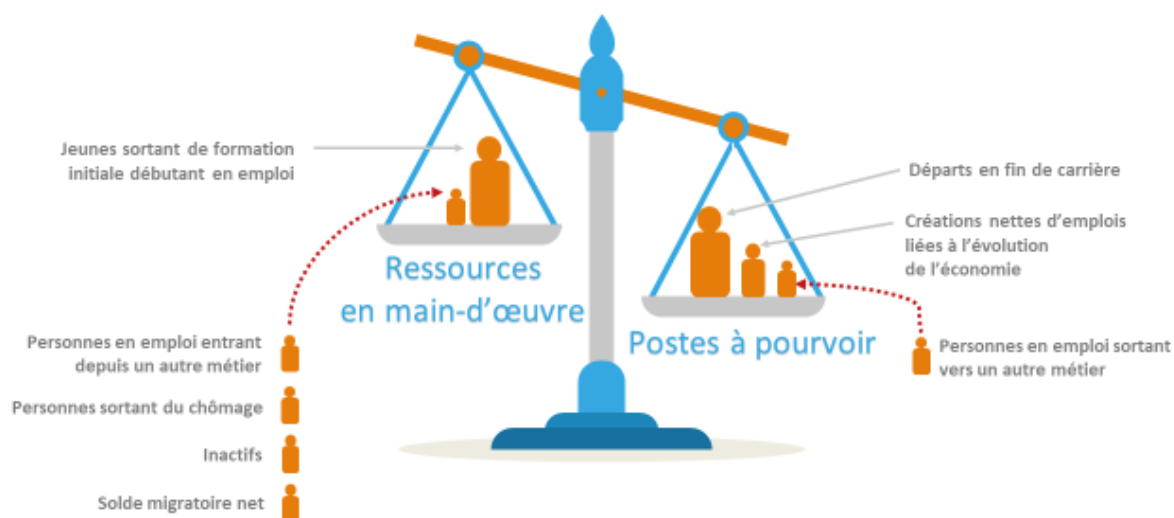 Jeunes sortant de formation
initiale débutant en emploi
Ressources
en main-d'œuvre
Personnes en emploi entrant
depuis un autre métier
Personnes sortant du chômage
Inactifs
Solde migratoire net
Départs en fin de carrière
Créations nettes d'emplois
liées à l'évolution
de l'économie
Postes à pourvoir
Personnes en emploi sortant
vers un autre métier